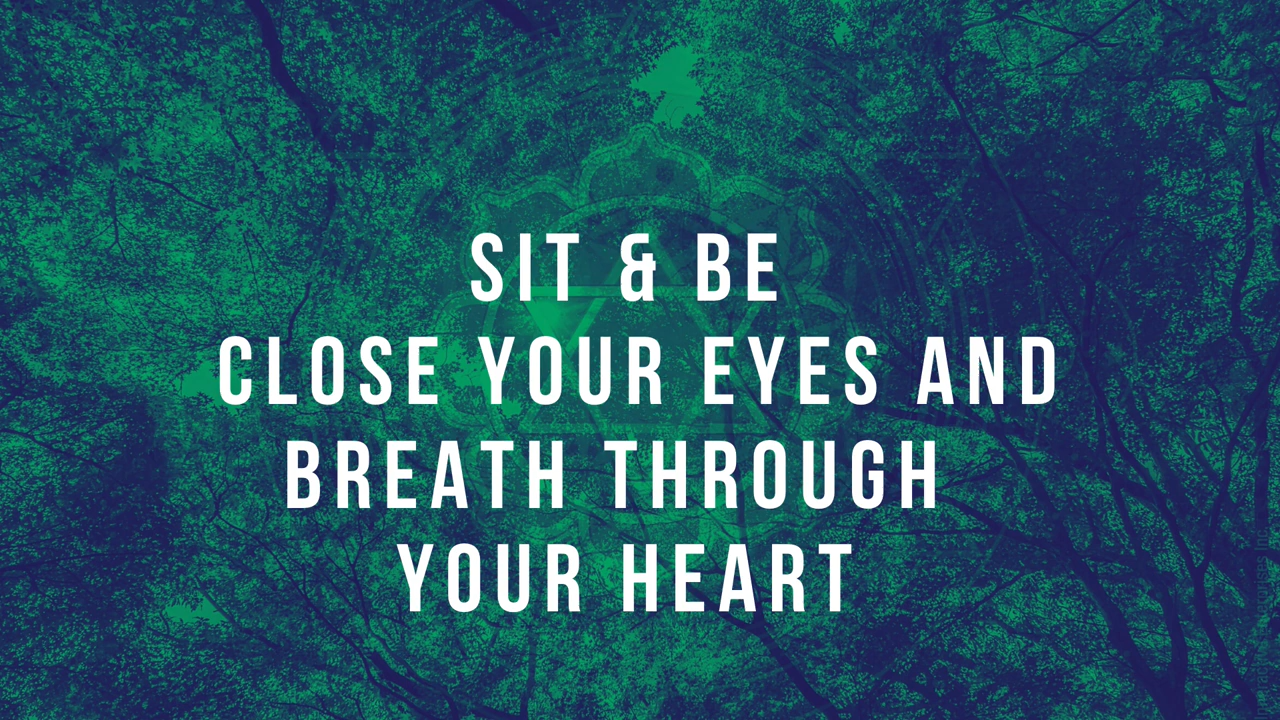 SIT & BE
CLOSE YOUR EYES AND
BREATH THROUGH
YOUR HEART